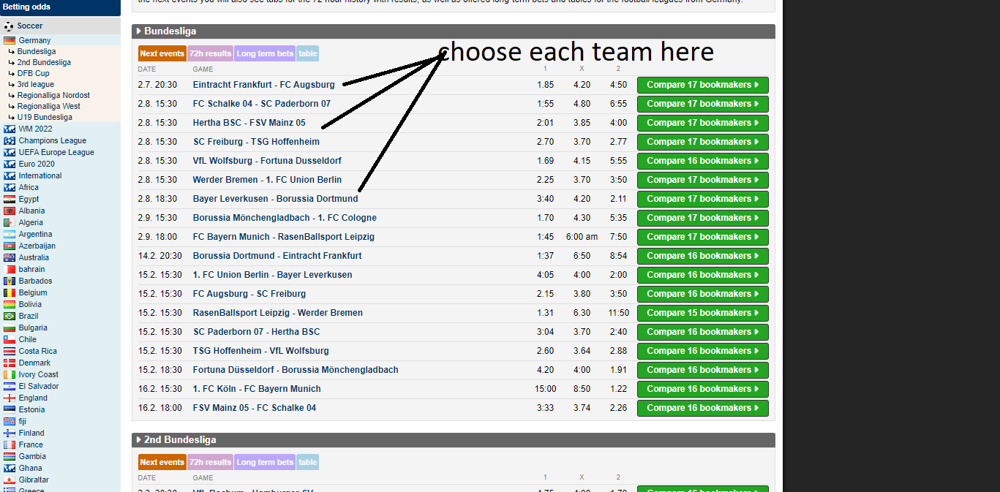 the next events you will also see tabs for the 72 hour history with results, as well as offered long term bets and tables for the football leagues from Germany.
Betting odds
Soccer
Germany
Bundesliga
2nd Bundesliga
DFB Cup
3rd league
Regionalliga Nordost
Regionalliga West
U19 Bundesliga
WM 2022
Champions League
UEFA Europe League
Euro 2020
International
Africa
Egypt
Albania
Algeria
Argentina
Azerbaijan
Australia
bahrain
Barbados
Belgium
Bolivia
Brazil
Bulgaria
Chile
Costa Rica
Denmark
Ivory Coast
El Salvador
England
Estonia
fiji
Finland
France
Gambia
Ghana
Gibraltar
Greece
Bundesliga
Next events 72h results Long term bets table
choose each team here
DATE GAME 1 X 2
2.7. 20:30 Eintracht Frankfurt - FC Augsburg 1.85 4.20 4:50 Compare 17 bookmakers
2.8. 15:30 FC Schalke 04 - SC Paderborn 07 1:55 4.80 6:55 Compare 17 bookmakers
2.8. 15:30 Hertha BSC - FSV Mainz 05 2:01 3.85 4:00 Compare 17 bookmakers
2.8. 15:30 SC Freiburg - TSG Hoffenheim 2.70 3.70 2.77 Compare 17 bookmakers
2.8. 15:30 VfL Wolfsburg - Fortuna Dusseldorf 1.69 4.15 5:55 Compare 16 bookmakers
2.8. 15:30 Werder Bremen - 1. FC Union Berlin 2.25 3.70 3:50 Compare 17 bookmakers
2.8. 18:30 Bayer Leverkusen - Borussia Dortmund 3:40 4.20 2.11 Compare 17 bookmakers
2.9. 15:30 Borussia Mönchengladbach - 1. FC Cologne 1.70 4.30 5:35 Compare 17 bookmakers
2.9. 18:00 FC Bayern Munich - RasenBallsport Leipzig 1:45 6:00 am 7:50 Compare 17 bookmakers
14.2. 20:30 Borussia Dortmund - Eintracht Frankfurt 1:37 6:50 8:54 Compare 16 bookmakers
15.2. 15:30 1. FC Union Berlin - Bayer Leverkusen 4:05 4:00 2:00 Compare 16 bookmakers
15.2. 15:30 FC Augsburg - SC Freiburg 2.15 3.80 3:50 Compare 16 bookmakers
15.2. 15:30 RasenBallsport Leipzig - Werder Bremen 1.31 6.30 11:50 Compare 15 bookmakers
15.2. 15:30 SC Paderborn 07 - Hertha BSC 3:04 3.70 2:40 Compare 16 bookmakers
15.2. 15:30 TSG Hoffenheim - VfL Wolfsburg 2.60 3.64 2.88 Compare 16 bookmakers
15.2. 18:30 Fortuna Düsseldorf - Borussia Mönchengladbach 4.20 4:00 1.91 Compare 16 bookmakers
16.2. 15:30 1. FC Köln - FC Bayern Munich 15:00 8:50 1.22 Compare 16 bookmakers
16.2. 18:00 FSV Mainz 05 - FC Schalke 04 3:33 3.74 2.26 Compare 16 bookmakers
2nd Bundesliga
Next events 72h results Long term bets table
DATE GAME 1 X 2